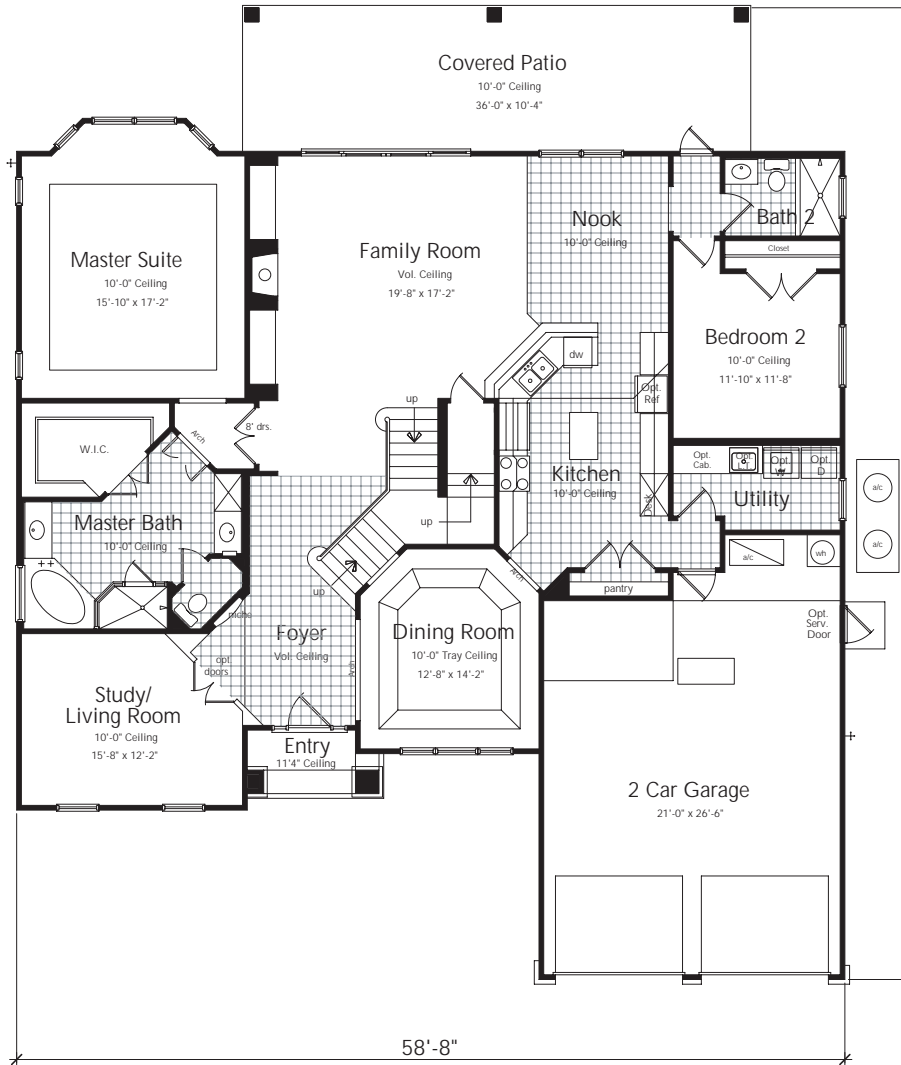 Covered Patio
10'-0" Ceiling
36'-0" x 10'-4"
Nook
10'-0" Ceiling
Bath 2
Closet
Master Suite
10'-0" Ceiling
15'-10" x 17'-2"
Family Room
Vol. Ceiling
19'-8" x 17'-2"
Bedroom 2
10'-0" Ceiling
11'-10" x 11'-8"
dw
Opt.
Ref
up
8' drs.
Arch
W.I.C.
Kitchen
10'-0" Ceiling
Desk
Opt.
Cab.
Opt.
LT
Opt.
W
Opt.
D
Utility
a/c
a/c
Master Bath
10'-0" Ceiling
up
up
Arch
a/c
wh
pantry
niche
Foyer
Vol. Ceiling
Arch
opt.
doors
Dining Room
10'-0" Tray Ceiling
12'-8" x 14'-2"
Opt.
Serv.
Door
Study/
Living Room
10'-0" Ceiling
15'-8" x 12'-2"
Entry
11'4" Ceiling
2 Car Garage
21'-0" x 26'-6"
58'-8"